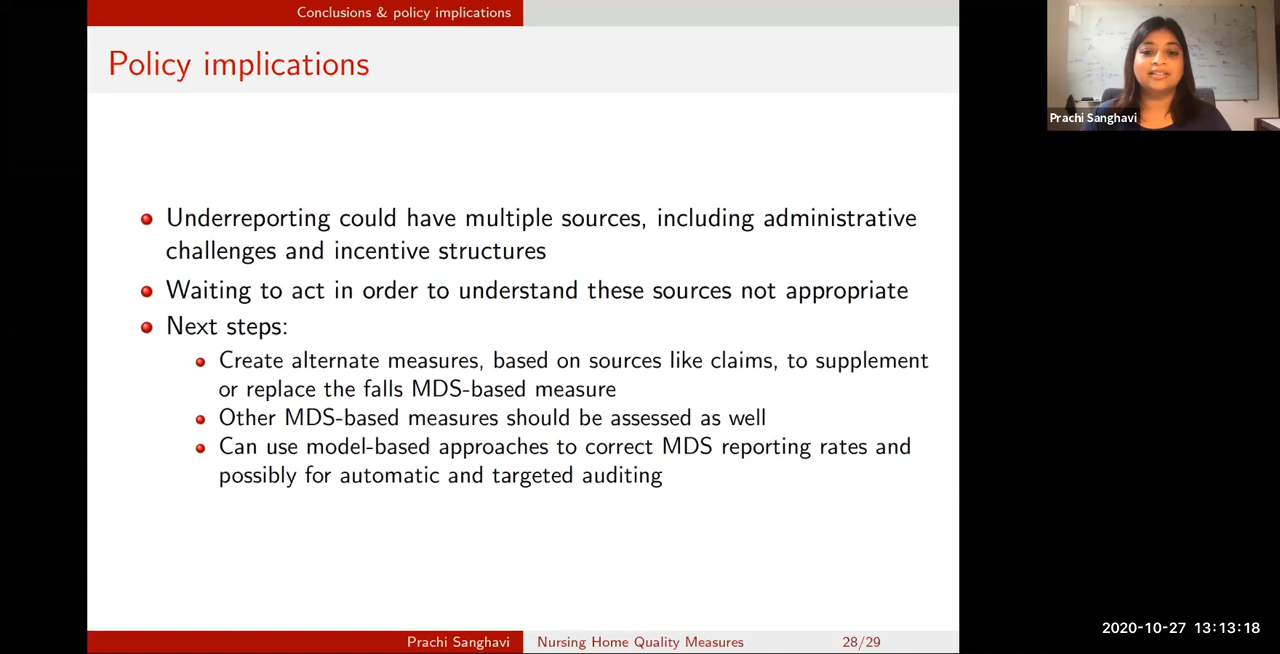 Conclusions & policy implications
Policy implications
Prachi Sanghavi
Underreporting could have multiple sources, including administrative
challenges and incentive structures
Waiting to act in order to understand these sources not appropriate
Next steps:
Create alternate measures, based on sources like claims, to supplement
or replace the falls MDS-based measure
Other MDS-based measures should be assessed as well
Can use model-based approaches to correct MDS reporting rates and
possibly for automatic and targeted auditing
Prachi Sanghavi
Nursing Home Quality Measures
28/29
2020-10-27 13:13:18